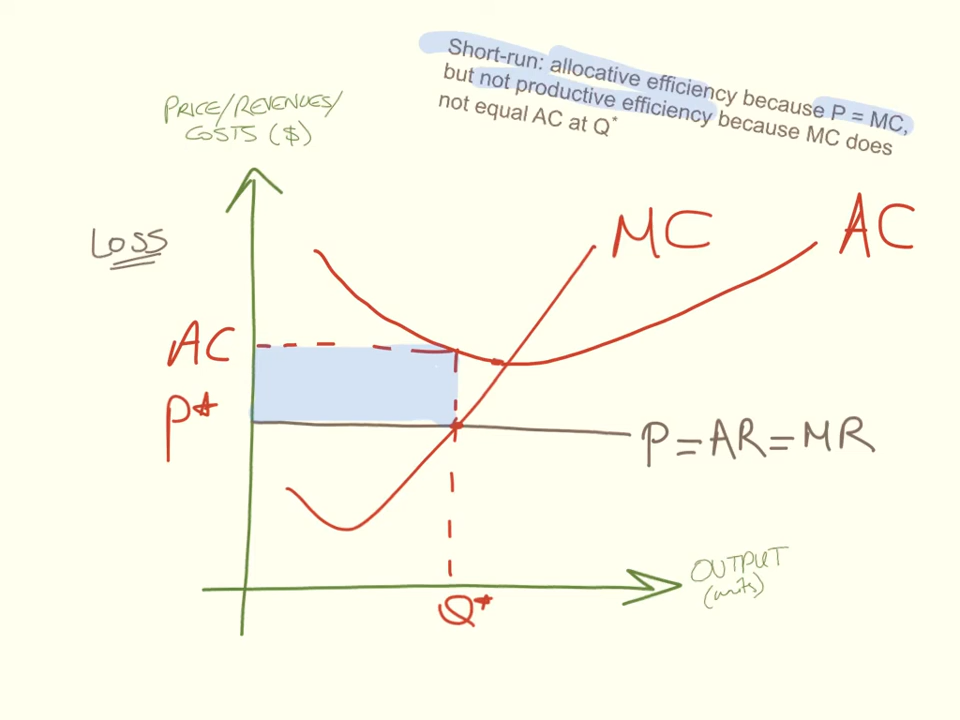 Short-run: allocative efficiency because P = MC,
but not productive efficiency because MC does
not equal AC at Q*
PRICE/REVENUES/
COSTS ($)
LOSS
MC
AC
AC
P*
P=AR=MR
OUTPUT
(units)
Q*